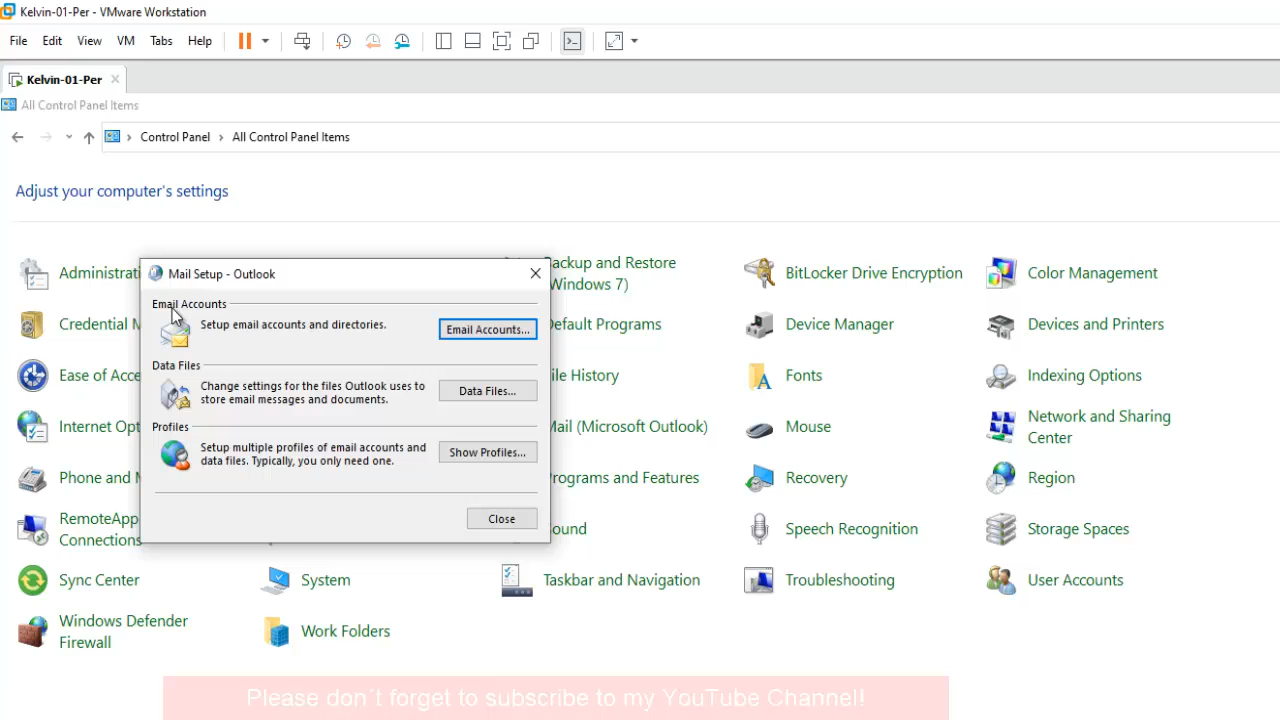 Kelvin-01-Per - VMware Workstation
File Edit View VM Tabs Help
Kelvin-01-Per
All Control Panel Items
Control Panel › All Control Panel Items
Adjust your computer's settings
Mail Setup - Outlook
Email Accounts
Setup email accounts and directories.
Email Accounts...
Data Files
Change settings for the files Outlook uses to
store email messages and documents.
Data Files...
Profiles
Setup multiple profiles of email accounts and
data files. Typically, you only need one.
Show Profiles...
Close
Backup and Restore
Windows 7)
BitLocker Drive Encryption
Color Management
Credential
Default Programs
Device Manager
Devices and Printers
Ease of
File History
Fonts
Indexing Options
Internet
Mail (Microsoft Outlook)
Mouse
Network and Sharing
Center
Phone and
Programs and Features
Recovery
Region
RemoteApp
Connections
Sound
Speech Recognition
Storage Spaces
Sync Center
System
Taskbar and Navigation
Troubleshooting
User Accounts
Windows Defender
Firewall
Work Folders
Please don´t forget to subscribe to my YouTube Channel!